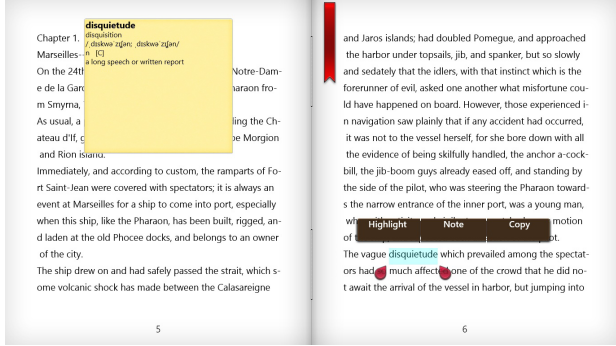 disquietude
disquisition
/ˌdɪskwəˈzɪʃən; ˌdɪskwəˈzɪʃən/
n [C]
a long speech or written report
Chapter 1.
Marseilles--
On the 24th Notre-Dam-
e de la Garde haraon fro-
m Smyrna,
As usual, a ling the Ch-
ateau d'If, Morgion
and Rion island.
Immediately, and according to custom, the ramparts of Fo-
rt Saint-Jean were covered with spectators; it is always an
event at Marseilles for a ship to come into port, especially
when this ship, like the Pharaon, has been built, rigged, an-
d laden at the old Phocee docks, and belongs to an owner
of the city.
The ship drew on and had safely passed the strait, which s-
ome volcanic shock has made between the Calasareigne
5
and Jaros islands; had doubled Pomegue, and approached
the harbor under topsails, jib, and spanker, but so slowly
and sedately that the idlers, with that instinct which is the
forerunner of evil, asked one another what misfortune cou-
ld have happened on board. However, those experienced i-
n navigation saw plainly that if any accident had occurred,
it was not to the vessel herself, for she bore down with all
the evidence of being skilfully handled, the anchor a-cock-
bill, the jib-boom guys already eased off, and standing by
the side of the pilot, who was steering the Pharaon toward-
s the narrow entrance of the inner port, was a young man,
motion
Highlight Note Copy
The vague disquietude which prevailed among the spectat-
ors had so much affected one of the crowd that he did no-
t await the arrival of the vessel in harbor, but jumping into
6